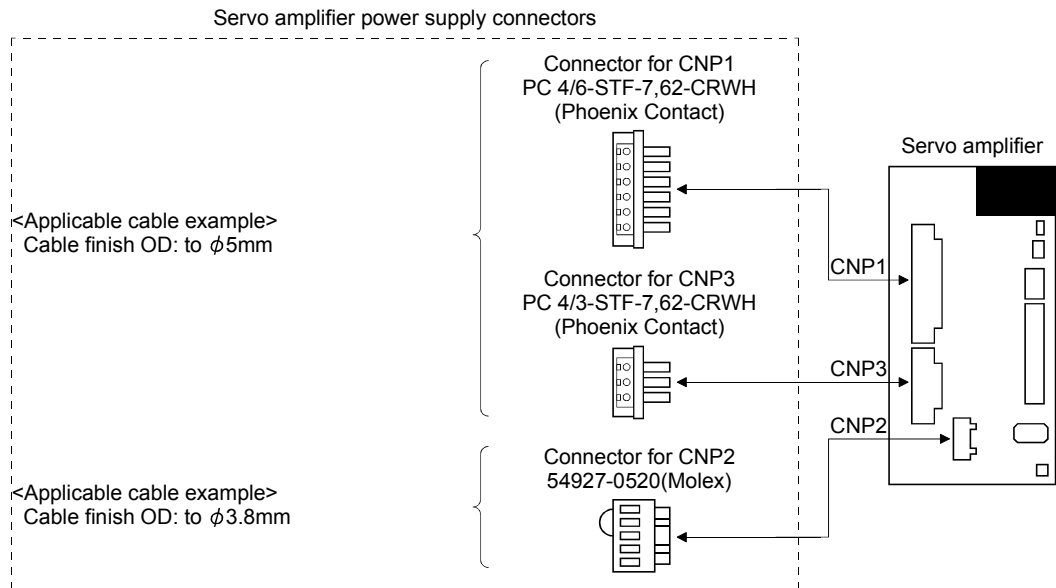 Servo amplifier power supply connectors
Connector for CNP1
PC 4/6-STF-7,62-CRWH
(Phoenix Contact)
Servo amplifier
<Applicable cable example>
Cable finish OD: to ϕ5mm
CNP1
Connector for CNP3
PC 4/3-STF-7,62-CRWH
(Phoenix Contact)
CNP3
CNP2
Connector for CNP2
54927-0520(Molex)
<Applicable cable example>
Cable finish OD: to ϕ3.8mm